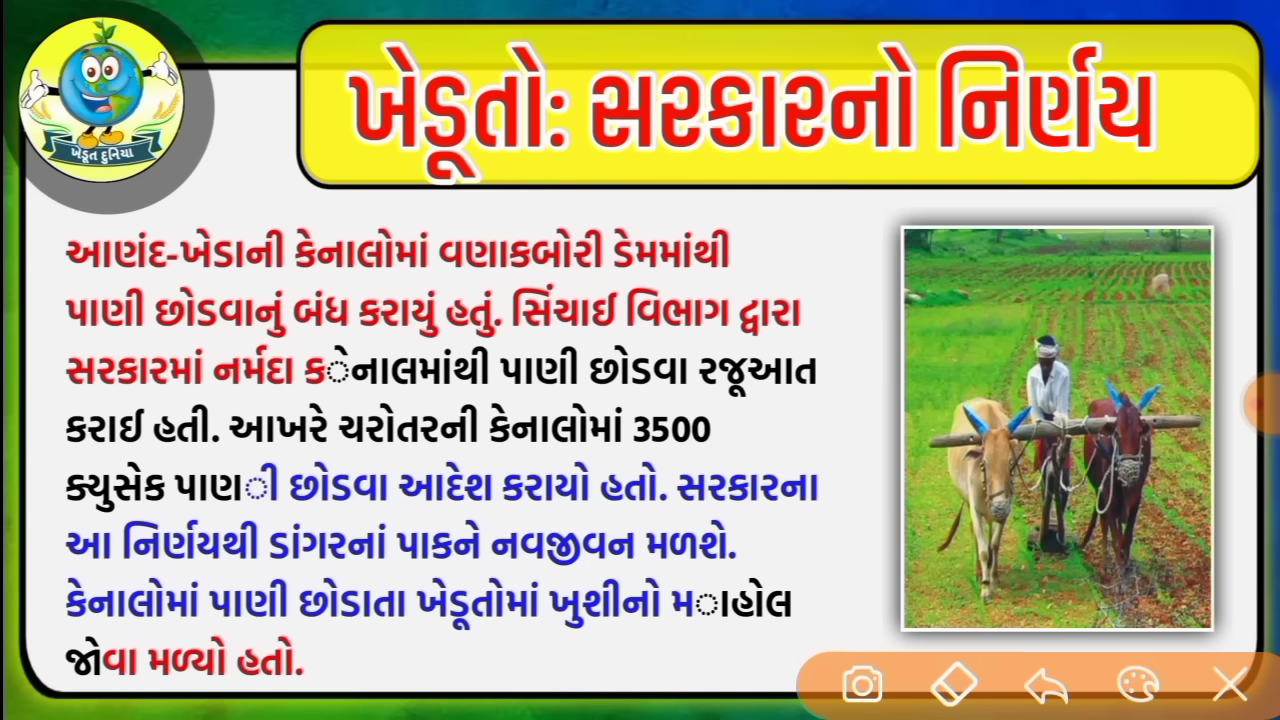 ખેડૂત દુનિયા
ખેડૂતો: સરકારનો નિર્ણય
આણંદ-ખેડાની કેનાલોમાં વણાકબોરી ડેમમાંથી
પાણી છોડવાનું બંધ કરાયું હતું. સિંચાઈ વિભાગ દ્વારા
સરકારમાં નર્મદા કેનાલમાંથી પાણી છોડવા રજૂઆત
કરાઈ હતી. આખરે ચરોતરની કેનાલોમાં 3500
ક્યુસેક પાણી છોડવા આદેશ કરાયો હતો. સરકારના
આ નિર્ણયથી ડાંગરનાં પાકને નવજીવન મળશે.
કેનાલોમાં પાણી છોડાતા ખેડૂતોમાં ખુશીનો માહોલ
જોવા મળ્યો હતો.